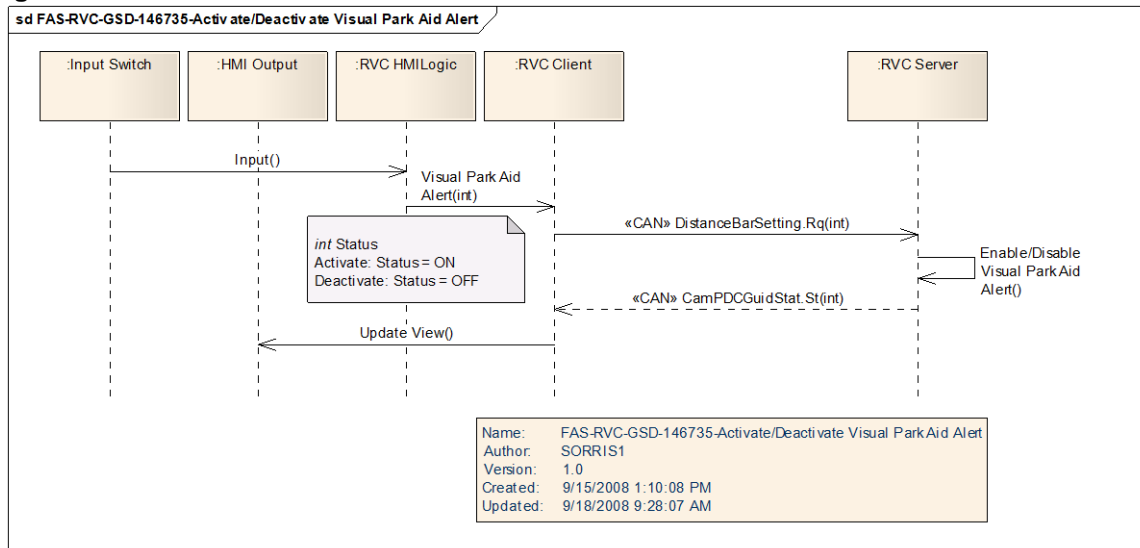 sd FAS-RVC-GSD-146735-Activate/Deactivate Visual Park Aid Alert
:Input Switch
:HMI Output
:RVC HMILogic
:RVC Client
:RVC Server
Input()
Visual Park Aid
Alert(int)
int Status
Activate: Status = ON
Deactivate: Status = OFF
«CAN» DistanceBarSetting.Rq(int)
Enable/Disable
Visual Park Aid
Alert()
«CAN» CamPDCGuidStat.St(int)
Update View()
Name: FAS-RVC-GSD-146735-Activate/Deactivate Visual Park Aid Alert
Author: SORRIS1
Version: 1.0
Created: 9/15/2008 1:10:08 PM
Updated: 9/18/2008 9:28:07 AM